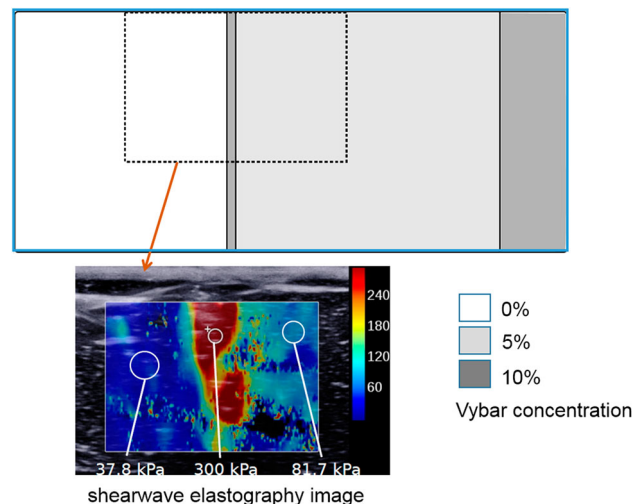 240
180
120
60
37.8 kPa 300 kPa 81.7 kPa
shearwave elastography image
0%
5%
10%
Vybar concentration